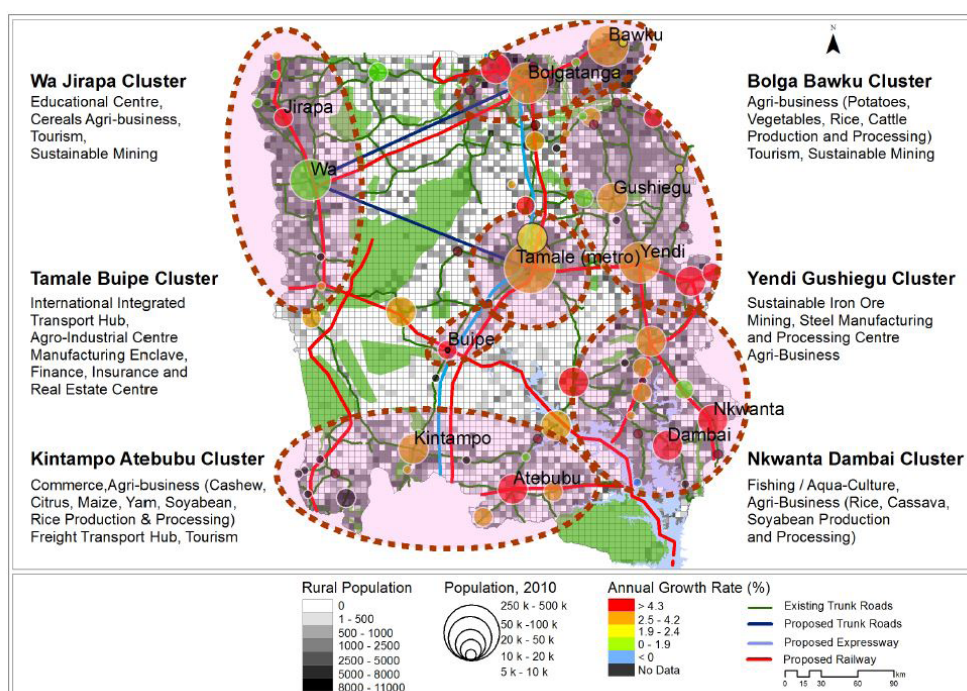 N
Wa Jirapa Cluster
Educational Centre,
Cereals Agri-business,
Tourism,
Sustainable Mining
Tamale Buipe Cluster
International Integrated
Transport Hub,
Agro-Industrial Centre
Manufacturing Enclave,
Finance, Insurance and
Real Estate Centre
Kintampo Atebubu Cluster
Commerce,Agri-business (Cashew,
Citrus, Maize, Yam, Soyabean,
Rice Production & Processing)
Freight Transport Hub, Tourism
Bawku
Bolgatanga
Jirapa
Wa
Gushiegu
Tamale (metro)
Yendi
Buipe
Nkwanta
Dambai
Kintampo
Atebubu
Bolga Bawku Cluster
Agri-business (Potatoes,
Vegetables, Rice, Cattle
Production and Processing)
Tourism, Sustainable Mining
Yendi Gushiegu Cluster
Sustainable Iron Ore
Mining, Steel Manufacturing
and Processing Centre
Agri-Business
Nkwanta Dambai Cluster
Fishing / Aqua-Culture,
Agri-Business (Rice, Cassava,
Soyabean Production
and Processing)
Rural Population
0
1 - 500
500 - 1000
1000 - 2500
2500 - 5000
5000 - 8000
8000 - 11000
Population, 2010
250 k - 500 k
50 k -100 k
20 k - 50 k
10 k - 20 k
5 k - 10 k
Annual Growth Rate (%)
> 4.3
2.5 - 4.2
1.9 - 2.4
0 - 1.9
< 0
No Data
Existing Trunk Roads
Proposed Trunk Roads
Proposed Expressway
Proposed Railway
km
0 15 30 60 90